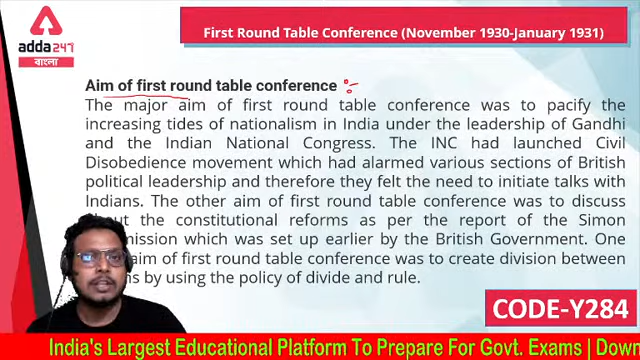 First Round Table Conference (November 1930-January 1931)
adda247
বাংলা
Aim of first round table conference
The major aim of first round table conference was to pacify the
increasing tides of nationalism in India under the leadership of Gandhi
and the Indian National Congress. The INC had launched Civil
Disobedience movement which had alarmed various sections of British
political leadership and therefore they felt the need to initiate talks with
Indians. The other aim of first round table conference was to discuss
the constitutional reforms as per the report of the Simon
which was set up earlier by the British Government. One
aim of first round table conference was to create division between
by using the policy of divide and rule.
CODE-Y284
India's Largest Educational Platform To Prepare For Govt. Exams | Down